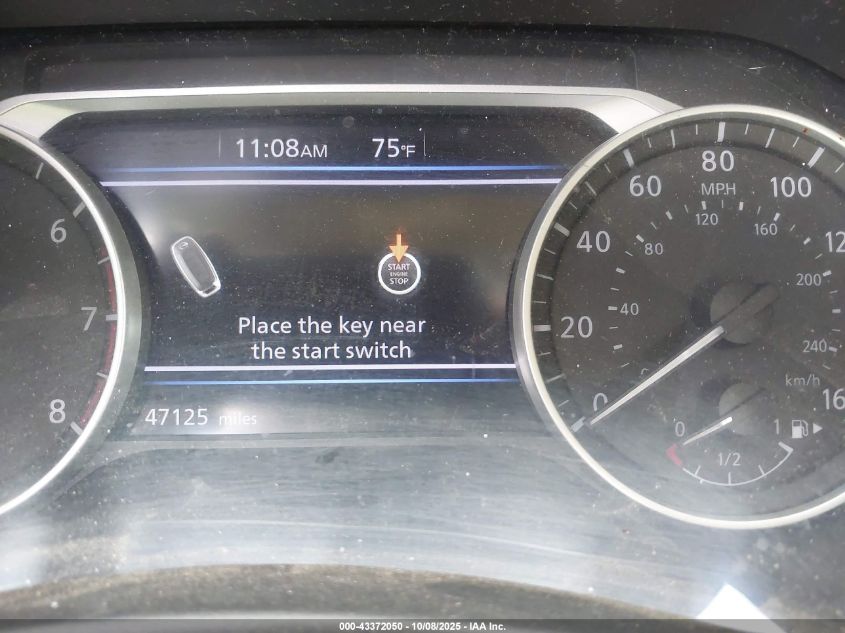 11:08AM 75°F
START
ENGINE
STOP
Place the key near
the start switch
47125 miles
6
7
8
0
20
40
60
80
100
12
16
MPH
40
80
120
160
200
240
km/h
0
1/2
1
000-43372050 - 10/08/2025 - IAA Inc.